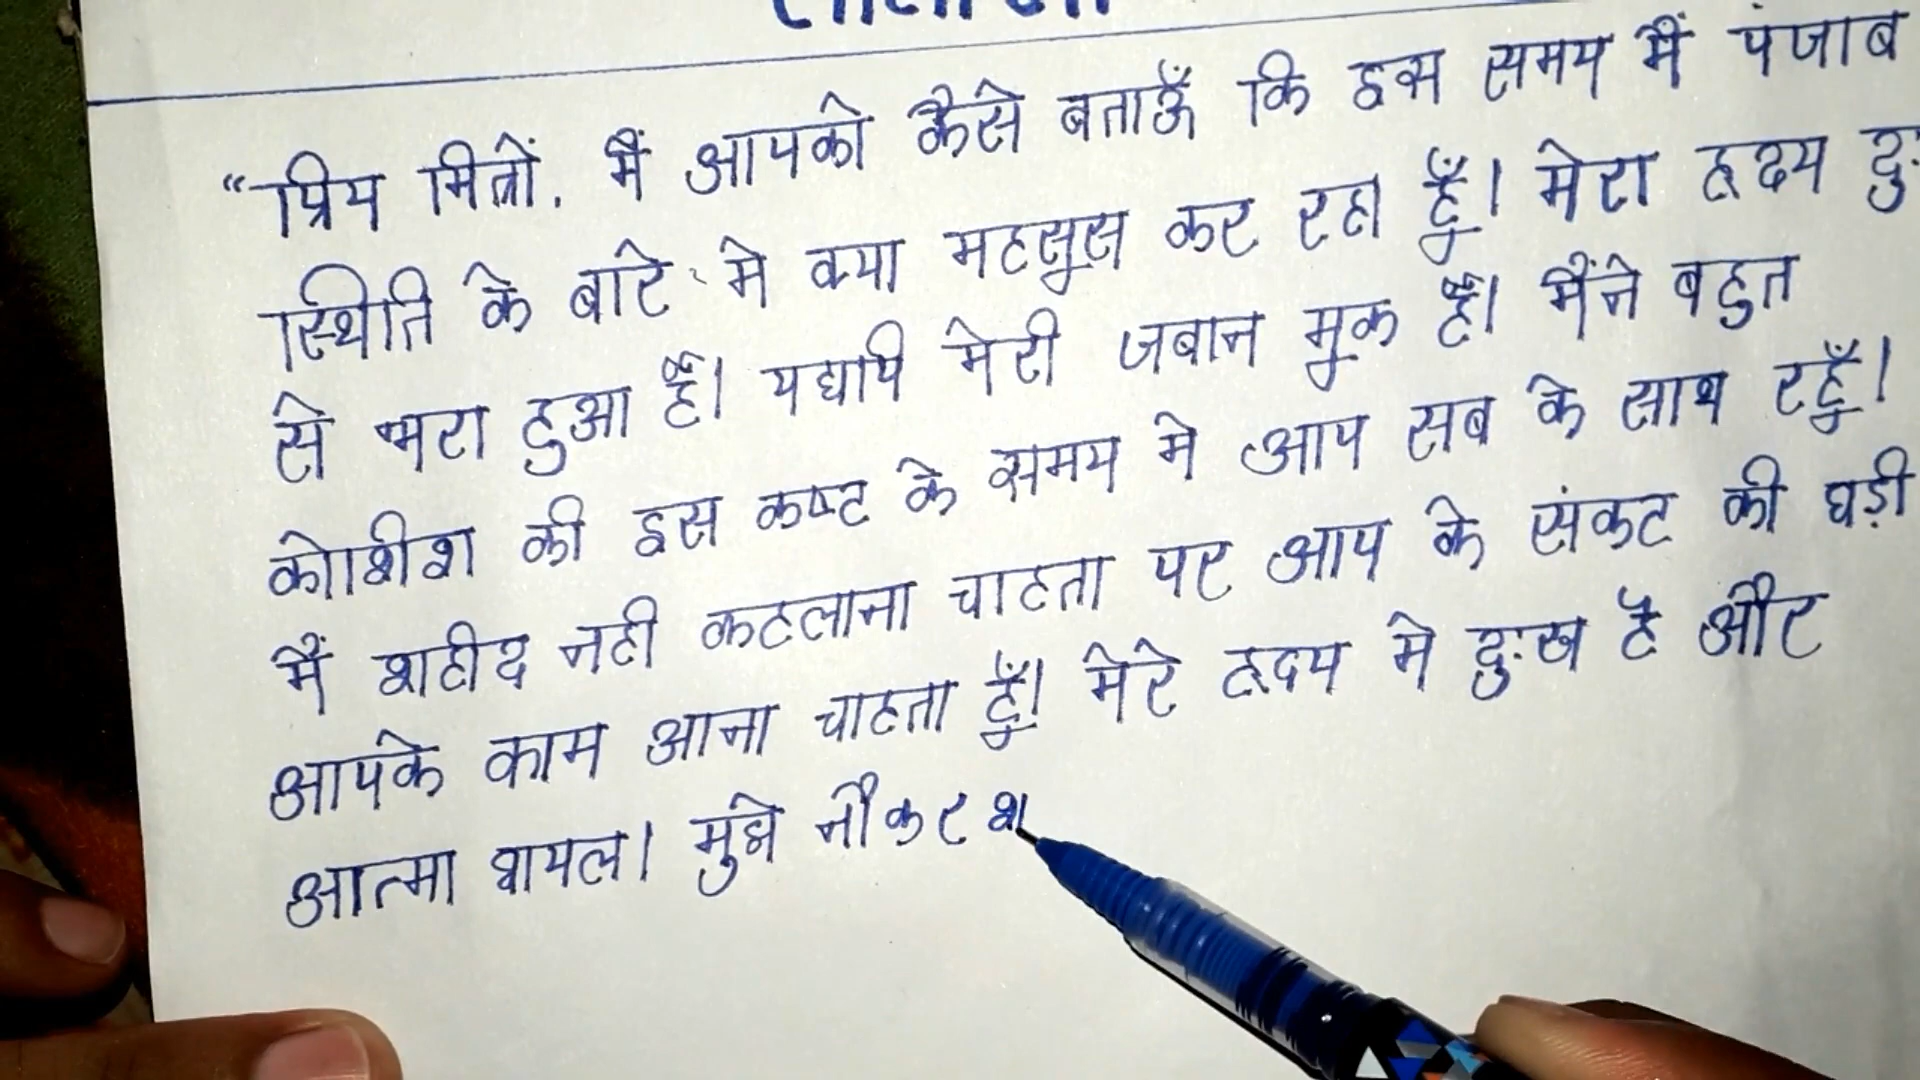 “प्रिय मित्रों, मैं आपको कैसे बताऊँ कि इस समय मैं पंजाब
स्थिति के बारे मे क्या महसूस कर रहा हूँ। मेरा हृदय दुः
से भरा हुआ है। यद्यपि मेरी जबान मुक है। मैंने बहुत
कोशिश की इस कष्ट के समय मे आप सब के साथ रहूँ।
मैं शहीद नही कहलाना चाहता पर आप के संकट की घड़ी
आपके काम आना चाहता हूँ। मेरे हृदय मे दुःख है और
आत्मा घायल। मुझे नौकरशा